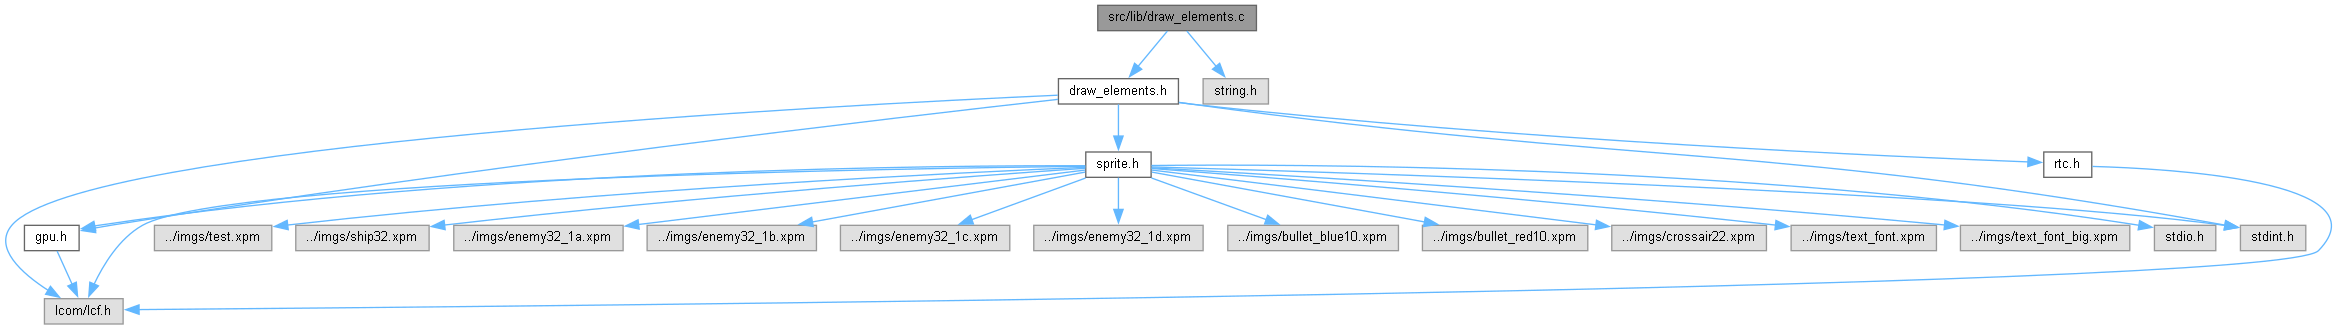 src/lib/draw_elements.c
draw_elements.h
string.h
sprite.h
rtc.h
gpu.h
../imgs/test.xpm
../imgs/ship32.xpm
../imgs/enemy32_1a.xpm
../imgs/enemy32_1b.xpm
../imgs/enemy32_1c.xpm
../imgs/enemy32_1d.xpm
../imgs/bullet_blue10.xpm
../imgs/bullet_red10.xpm
../imgs/crossair22.xpm
../imgs/text_font.xpm
../imgs/text_font_big.xpm
stdio.h
stdint.h
lcom/lcf.h